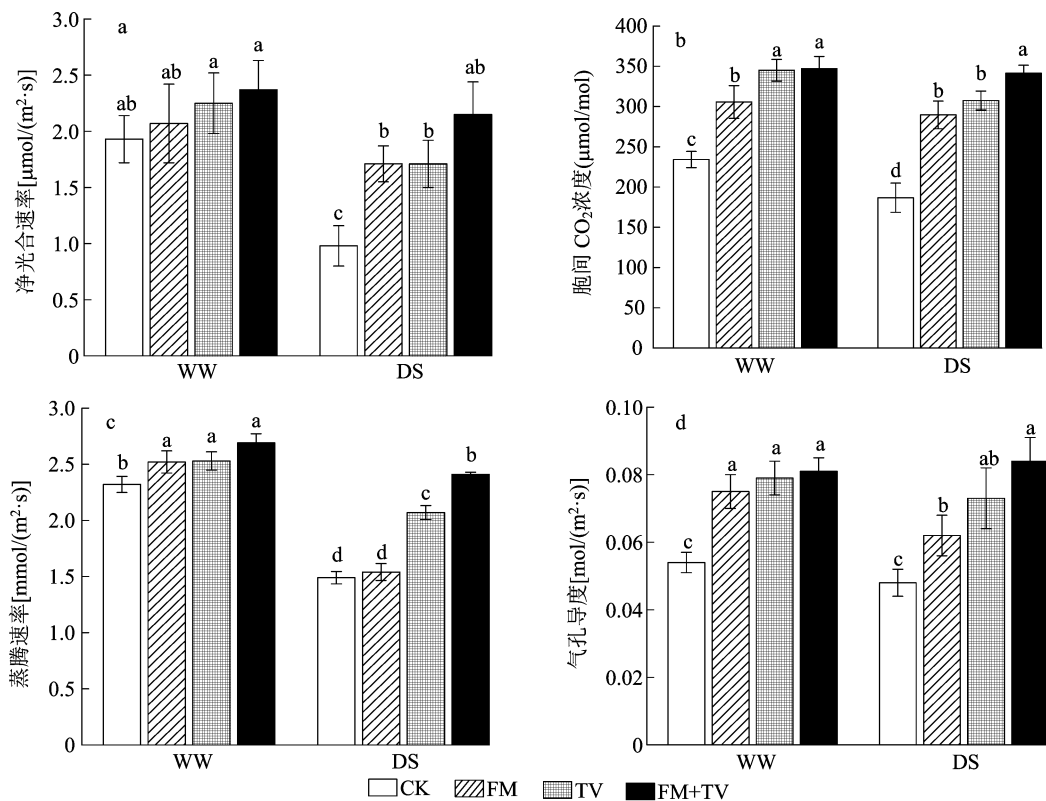 3.0
2.5
2.0
1.5
1.0
0.5
0
净光合速率[μmol/(m²·s)]
a
ab ab a a c b b ab
WW DS
400
350
300
250
200
150
100
50
0
胞间 CO₂浓度(μmol/mol)
b
c b a a d b b a
WW DS
3.0
2.5
2.0
1.5
1.0
0.5
0
蒸腾速率[mmol/(m²·s)]
c
b a a a d d c b
WW DS
0.10
0.08
0.06
0.04
0.02
0
气孔导度[mol/(m²·s)]
d
c a a a c b ab a
WW DS
CK FM TV FM+TV